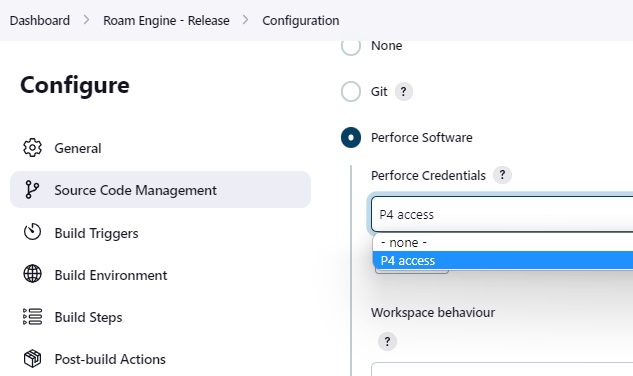 Dashboard > Roam Engine - Release > Configuration
Configure
General
Source Code Management
Build Triggers
Build Environment
Build Steps
Post-build Actions
None
Git ?
Perforce Software
Perforce Credentials ?
P4 access
- none -
P4 access
Workspace behaviour
?